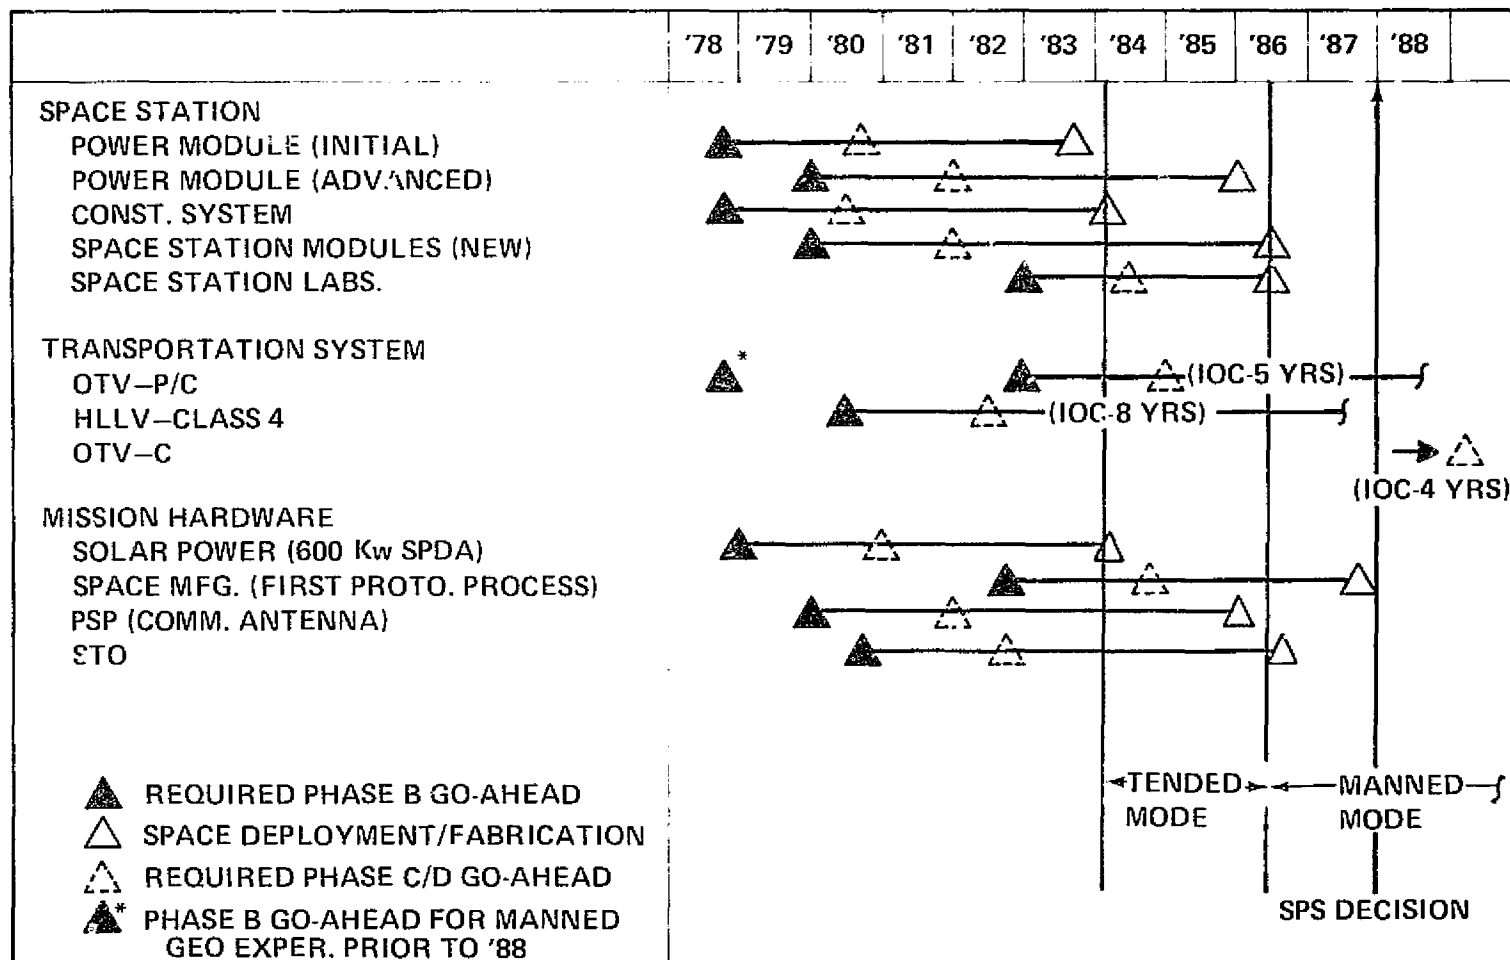 '78 '79 '80 '81 '82 '83 '84 '85 '86 '87 '88
SPACE STATION
POWER MODULE (INITIAL)
POWER MODULE (ADVANCED)
CONST. SYSTEM
SPACE STATION MODULES (NEW)
SPACE STATION LABS.
TRANSPORTATION SYSTEM
*
OTV–P/C (IOC-5 YRS)
HLLV–CLASS 4 (IOC-8 YRS)
OTV–C
(IOC-4 YRS)
MISSION HARDWARE
SOLAR POWER (600 Kw SPDA)
SPACE MFG. (FIRST PROTO. PROCESS)
PSP (COMM. ANTENNA)
STO
TENDED MODE
MANNED MODE
REQUIRED PHASE B GO-AHEAD
SPACE DEPLOYMENT/FABRICATION
REQUIRED PHASE C/D GO-AHEAD
* PHASE B GO-AHEAD FOR MANNED
GEO EXPER. PRIOR TO '88
SPS DECISION